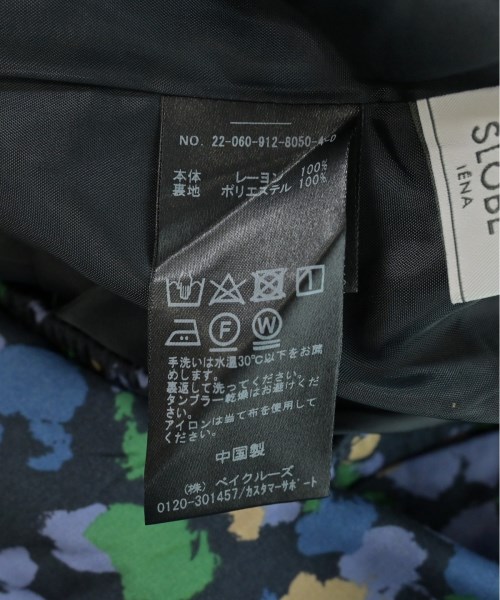 NO. 22-060-912-8050-4-0
本体 レーヨン 100%
裏地 ポリエステル 100%
F W
手洗いは水温30℃以下をお薦
めします。
裏返して洗ってください。
タンブラー乾燥はお避けくだ
さい。
アイロンは当て布を使用して
ください。
中国製
(株) ベイクルーズ
0120-301457/カスタマーサポート
SLOBE
IÉNA